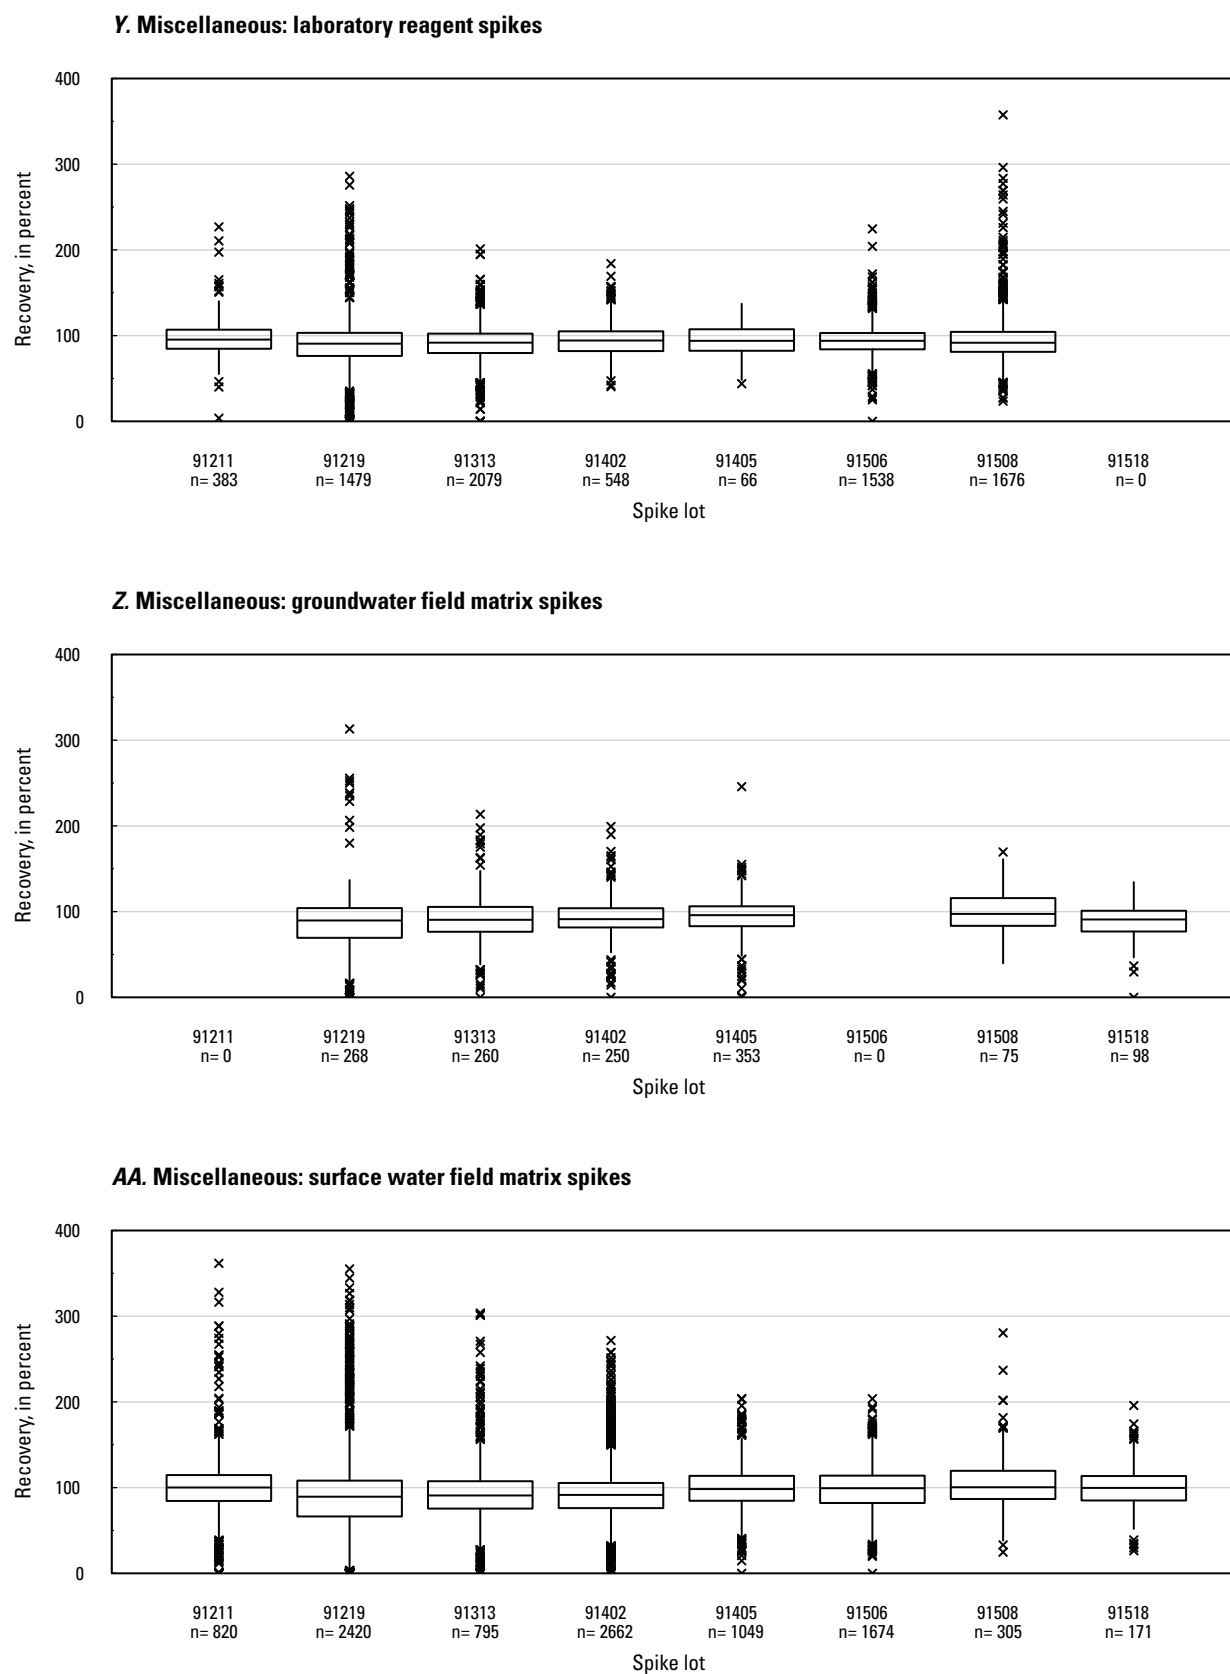 Y. Miscellaneous: laboratory reagent spikes
400
300
200
100
0
Recovery, in percent
91211 91219 91313 91402 91405 91506 91508 91518
n= 383 n= 1479 n= 2079 n= 548 n= 66 n= 1538 n= 1676 n= 0
Spike lot
Z. Miscellaneous: groundwater field matrix spikes
400
300
200
100
0
Recovery, in percent
91211 91219 91313 91402 91405 91506 91508 91518
n= 0 n= 268 n= 260 n= 250 n= 353 n= 0 n= 75 n= 98
Spike lot
AA. Miscellaneous: surface water field matrix spikes
400
300
200
100
0
Recovery, in percent
91211 91219 91313 91402 91405 91506 91508 91518
n= 820 n= 2420 n= 795 n= 2662 n= 1049 n= 1674 n= 305 n= 171
Spike lot